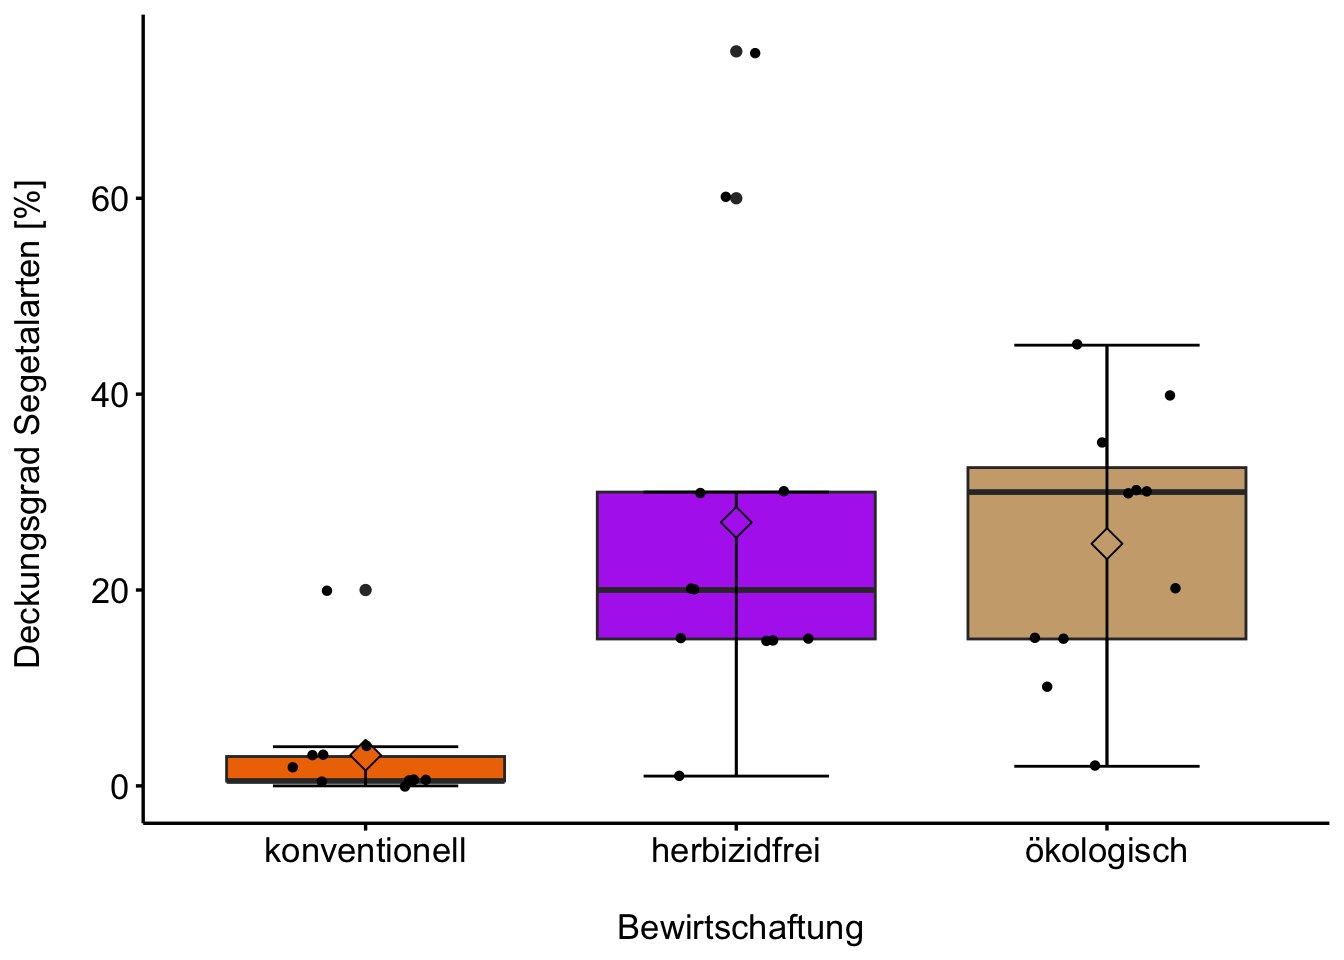 Deckungsgrad Segetalarten [%]
60
40
20
0
konventionell herbizidfrei ökologisch
Bewirtschaftung